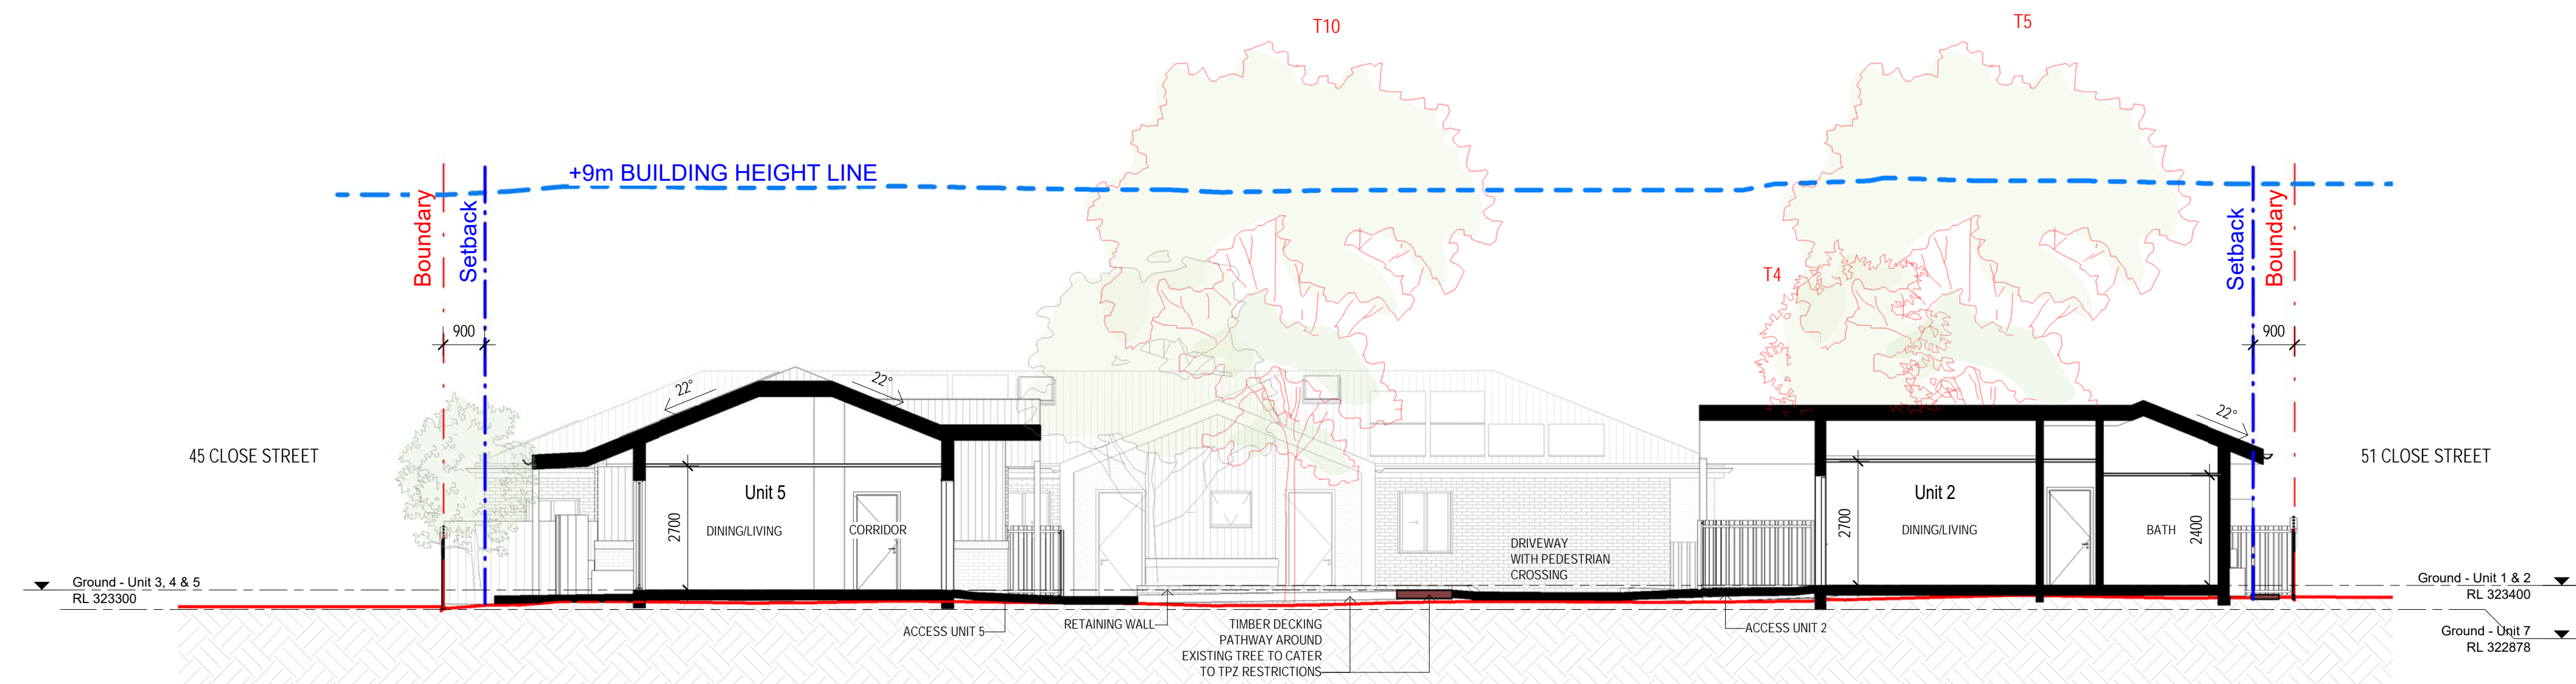 T10
T5
+9m BUILDING HEIGHT LINE
Boundary
Setback
Setback
Boundary
T4
900
900
22°
22°
22°
45 CLOSE STREET
51 CLOSE STREET
Unit 5
Unit 2
2700
DINING/LIVING
CORRIDOR
2700
DINING/LIVING
BATH
2400
DRIVEWAY
WITH PEDESTRIAN
CROSSING
Ground - Unit 3, 4 & 5
RL 323300
Ground - Unit 1 & 2
RL 323400
ACCESS UNIT 5
RETAINING WALL
TIMBER DECKING
PATHWAY AROUND
EXISTING TREE TO CATER
TO TPZ RESTRICTIONS
ACCESS UNIT 2
Ground - Unit 7
RL 322878